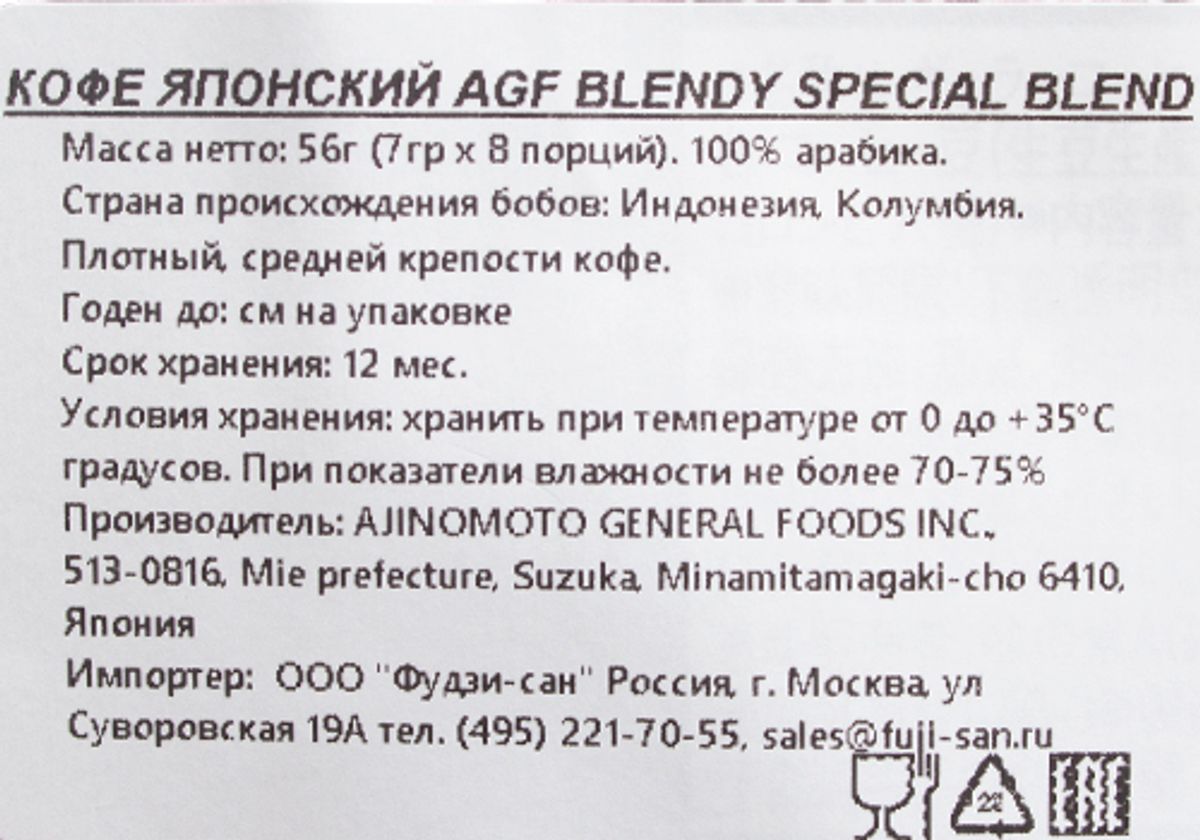 КОФЕ ЯПОНСКИЙ AGF BLENDY SPECIAL BLEND
Масса нетто: 56г (7гр х 8 порций). 100% арабика.
Страна происхождения бобов: Индонезия, Колумбия.
Плотный, средней крепости кофе.
Годен до: см на упаковке
Срок хранения: 12 мес.
Условия хранения: хранить при температуре от 0 до +35°С
градусов. При показатели влажности не более 70-75%
Производитель: AJINOMOTO GENERAL FOODS INC.,
513-0816, Mie prefecture, Suzuka, Minamitamagaki-cho 6410,
Япония
Импортер: ООО "Фудзи-сан" Россия, г. Москва, ул
Суворовская 19А тел. (495) 221-70-55, sales@fuji-san.ru
22